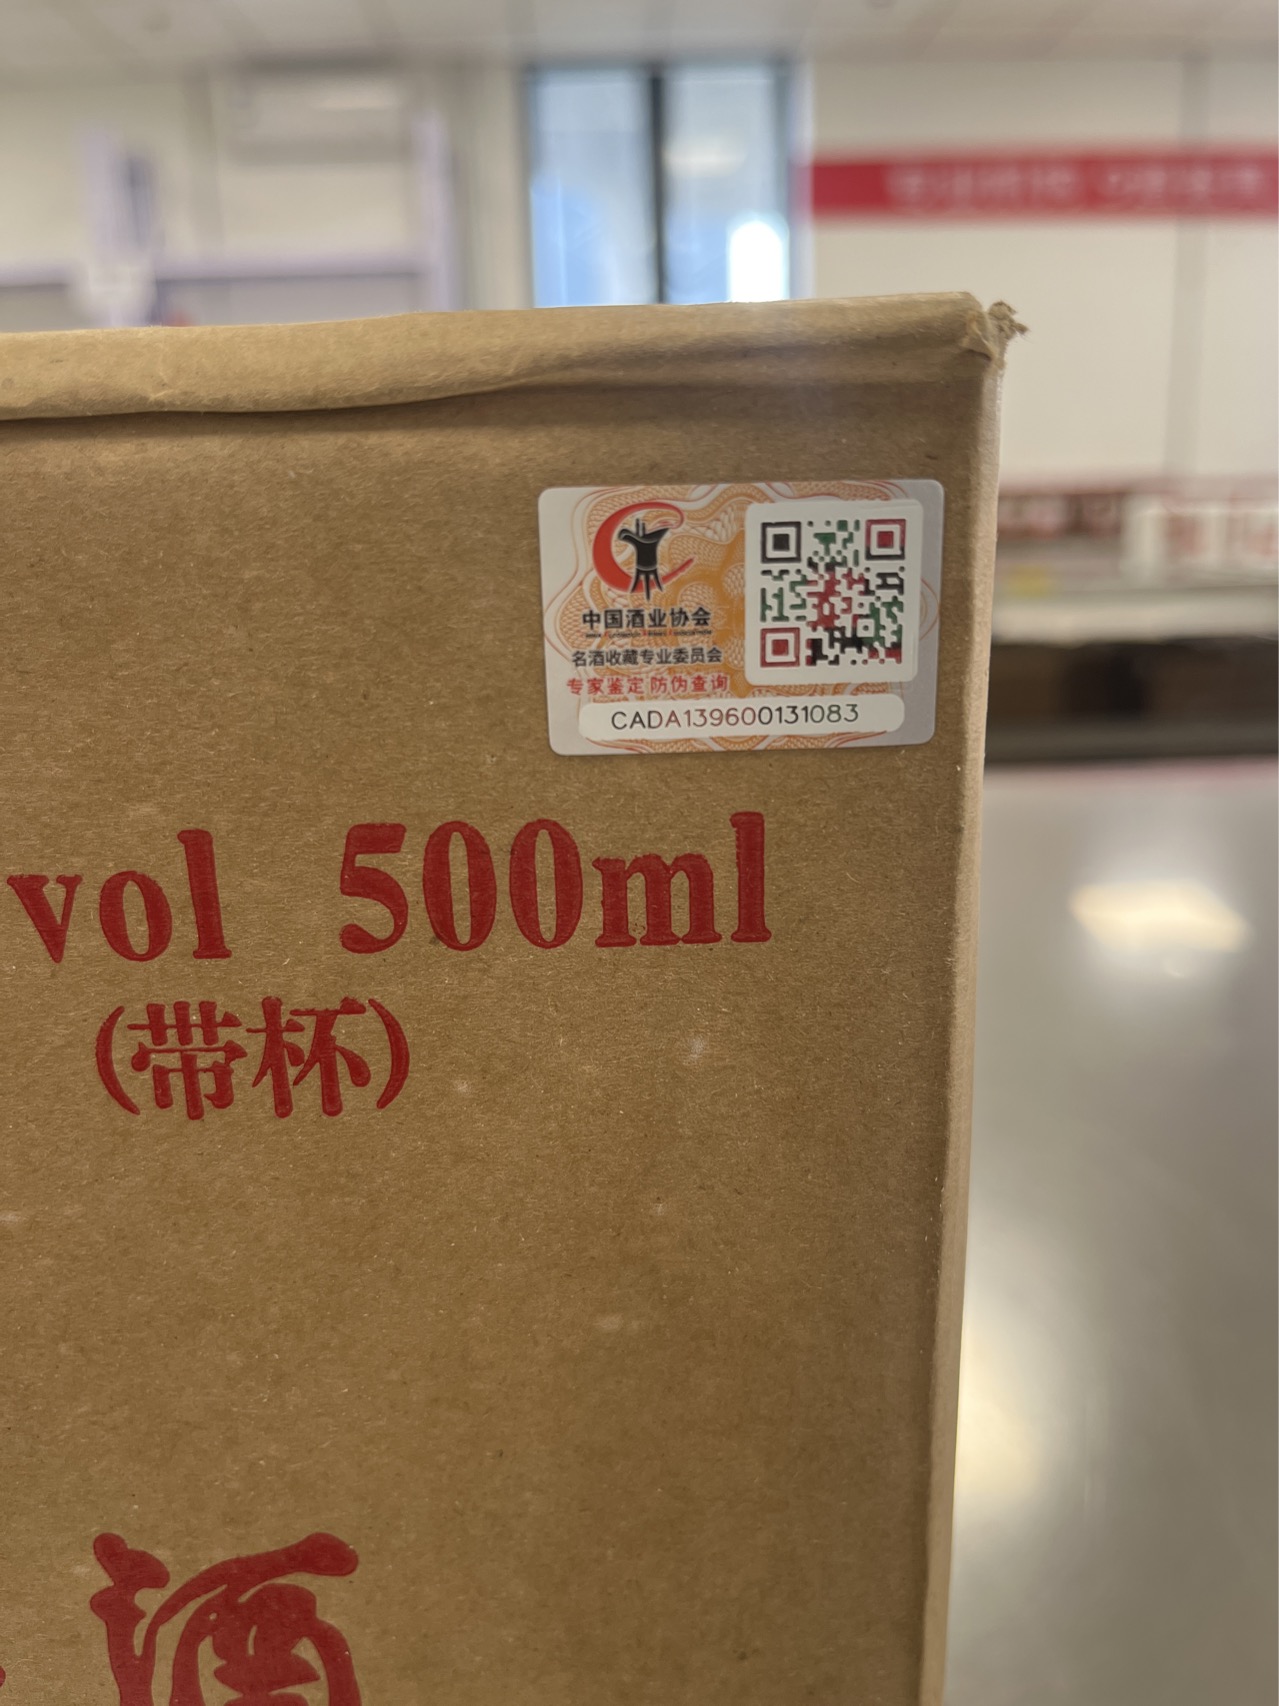 中国酒业协会
名酒收藏专业委员会
专家鉴定 防伪查询
CADA139600131083
vol 500ml
(带杯)
酒